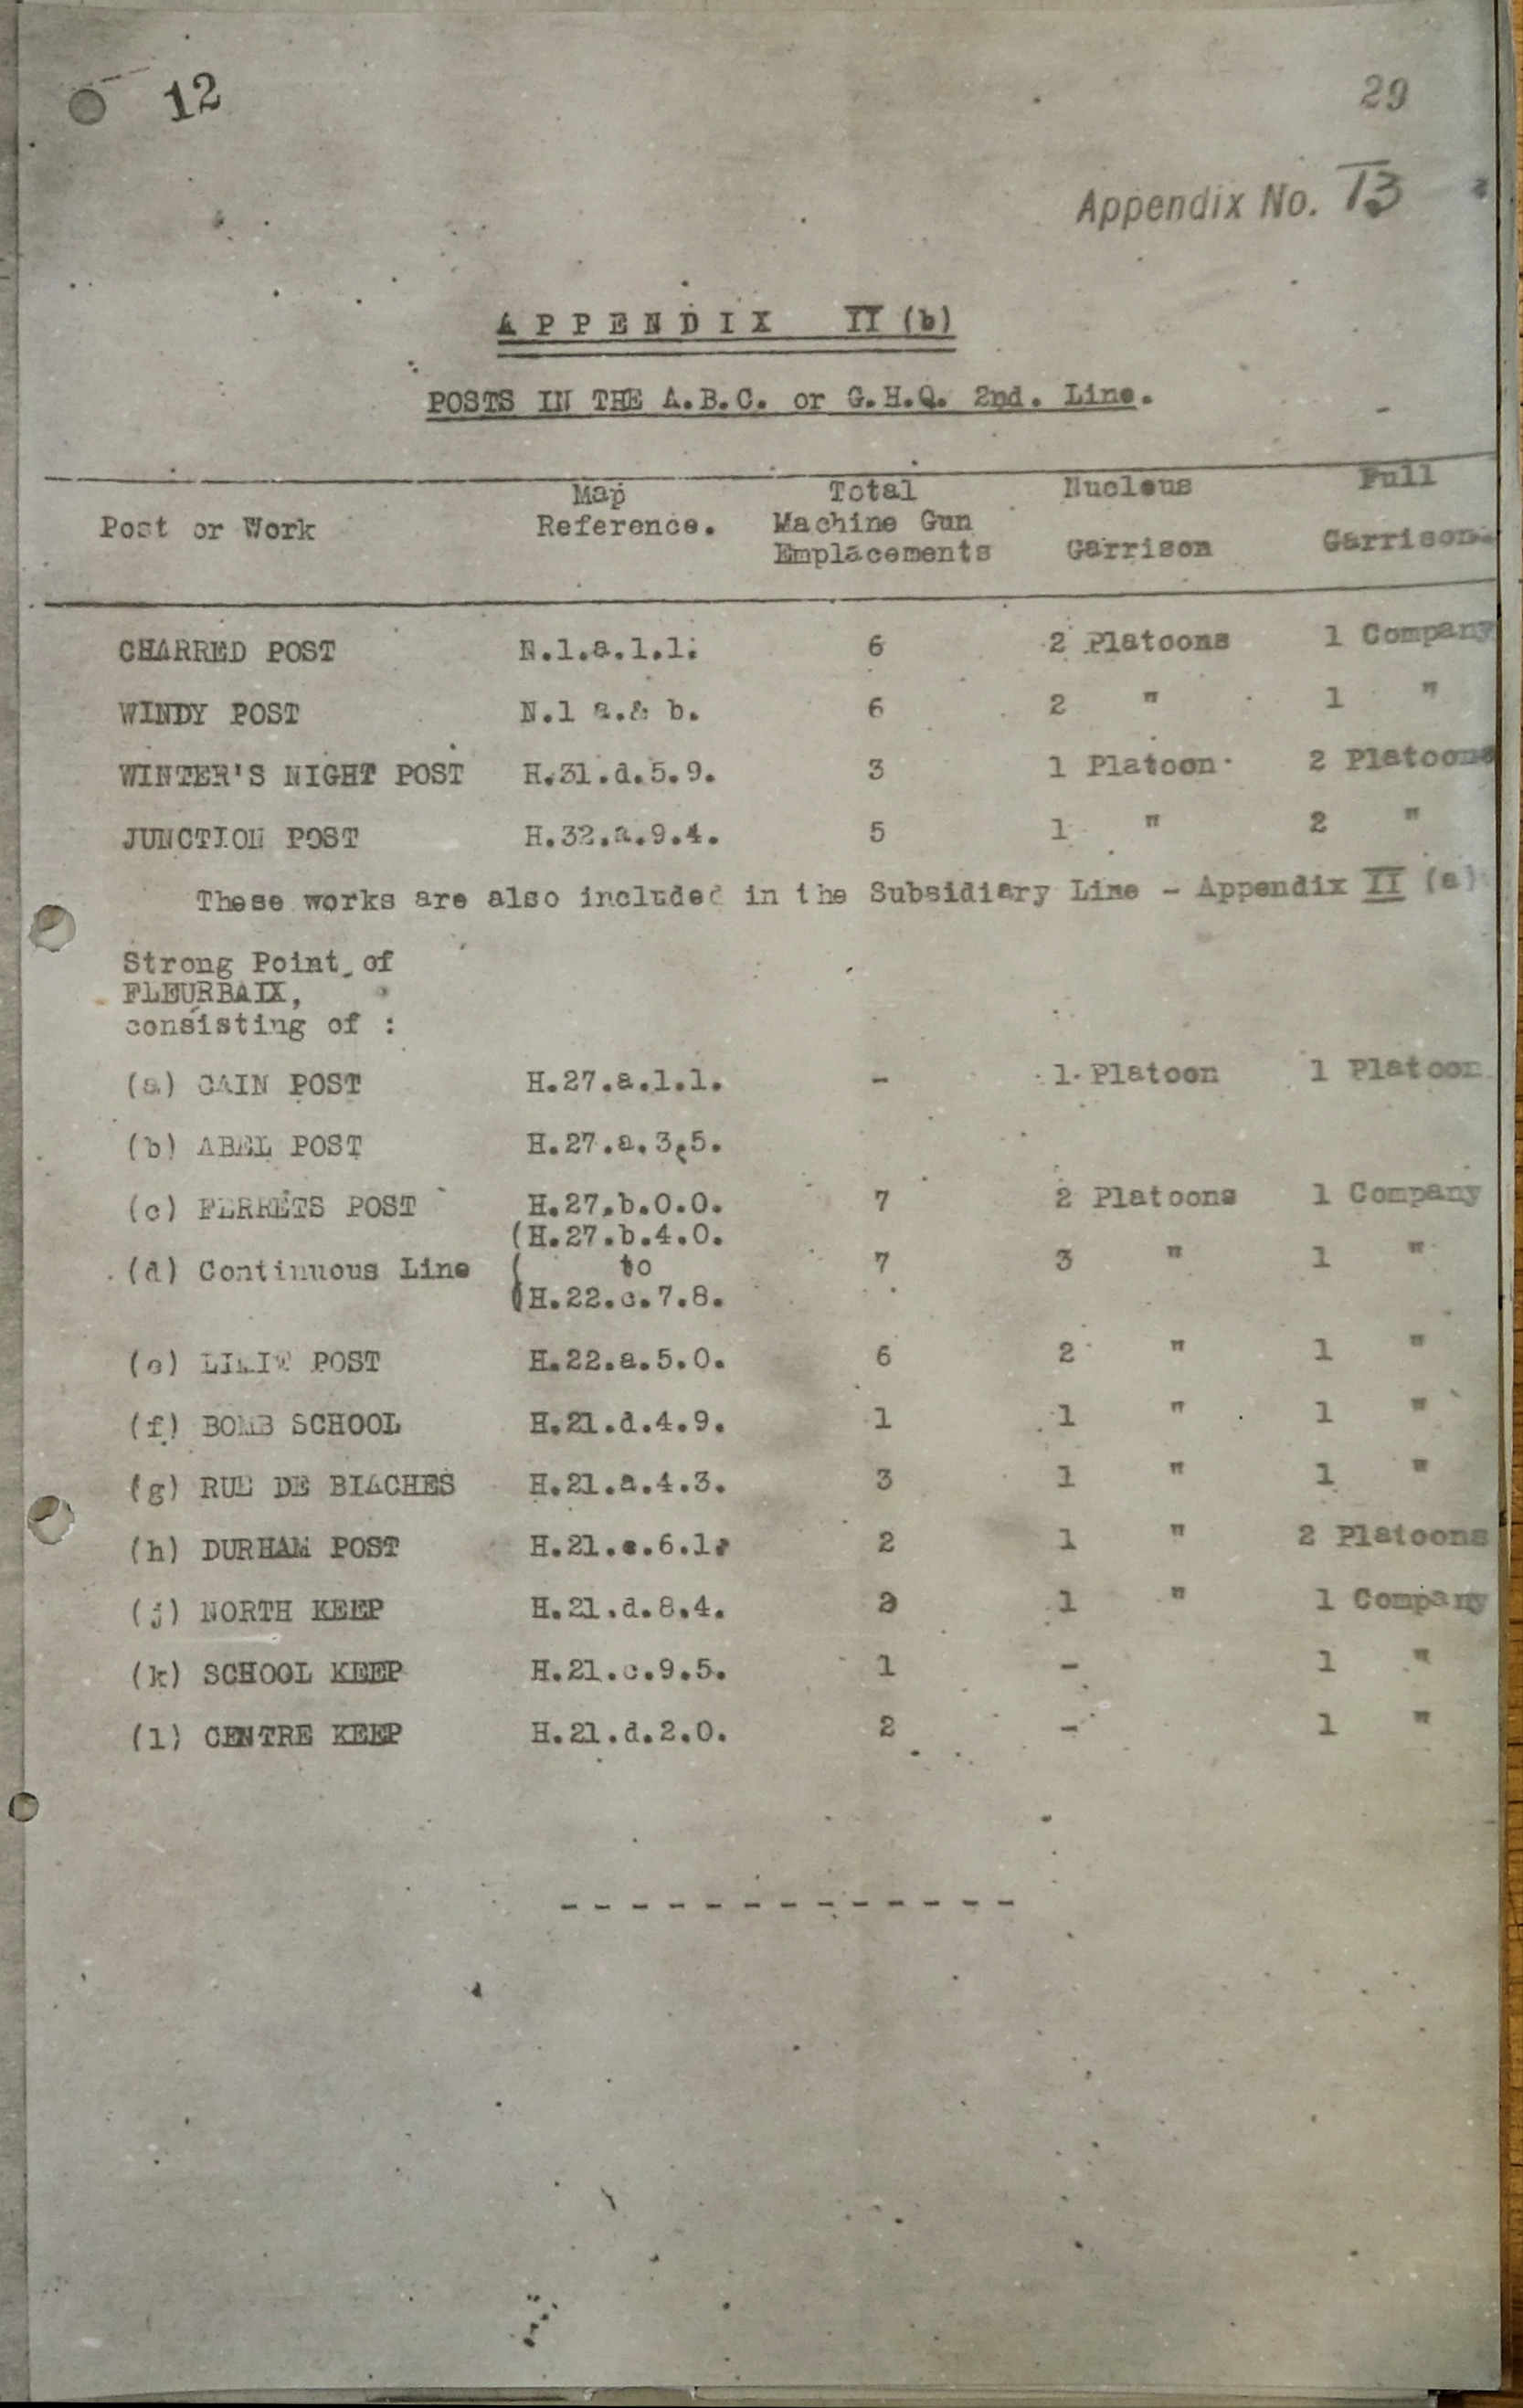 12
29
Appendix No. 13
APPENDIX II (b)
POSTS IN THE A.B.C. or G.H.Q. 2nd. Line.
Post or Work Map Reference. Total Machine Gun Emplacements Nucleus Garrison Full Garrison.
CHARRED POST N.1.a.1.1. 6 2 Platoons 1 Company
WINDY POST N.1 a.& b. 6 2 " 1 "
WINTER'S NIGHT POST H.31.d.5.9. 3 1 Platoon 2 Platoons
JUNCTION POST H.32.a.9.4. 5 1 " 2 "
These works are also included in the Subsidiary Line - Appendix II (a)
Strong Point of
FLEURBAIX,
consisting of :
(a) CAIN POST H.27.a.1.1. - 1 Platoon 1 Platoon
(b) ABEL POST H.27.a.3.5.
(c) FERRETS POST H.27.b.0.0. 7 2 Platoons 1 Company
(H.27.b.4.0.
(d) Continuous Line ( to 7 3 " 1 "
(H.22.c.7.8.
(e) POST H.22.a.5.0. 6 2 " 1 "
(f) BOMB SCHOOL H.21.d.4.9. 1 1 " 1 "
(g) RUE DE BIACHES H.21.a.4.3. 3 1 " 1 "
(h) DURHAM POST 2 1 " 2 Platoons
(j) NORTH KEEP H.21.d.8.4. 1 " 1 Company
(k) SCHOOL KEEP H.21.c.9.5. 1 - 1 "
(l) CENTRE KEEP H.21.d.2.0. 2 - 1 "
- - - - - - - - - - - - -